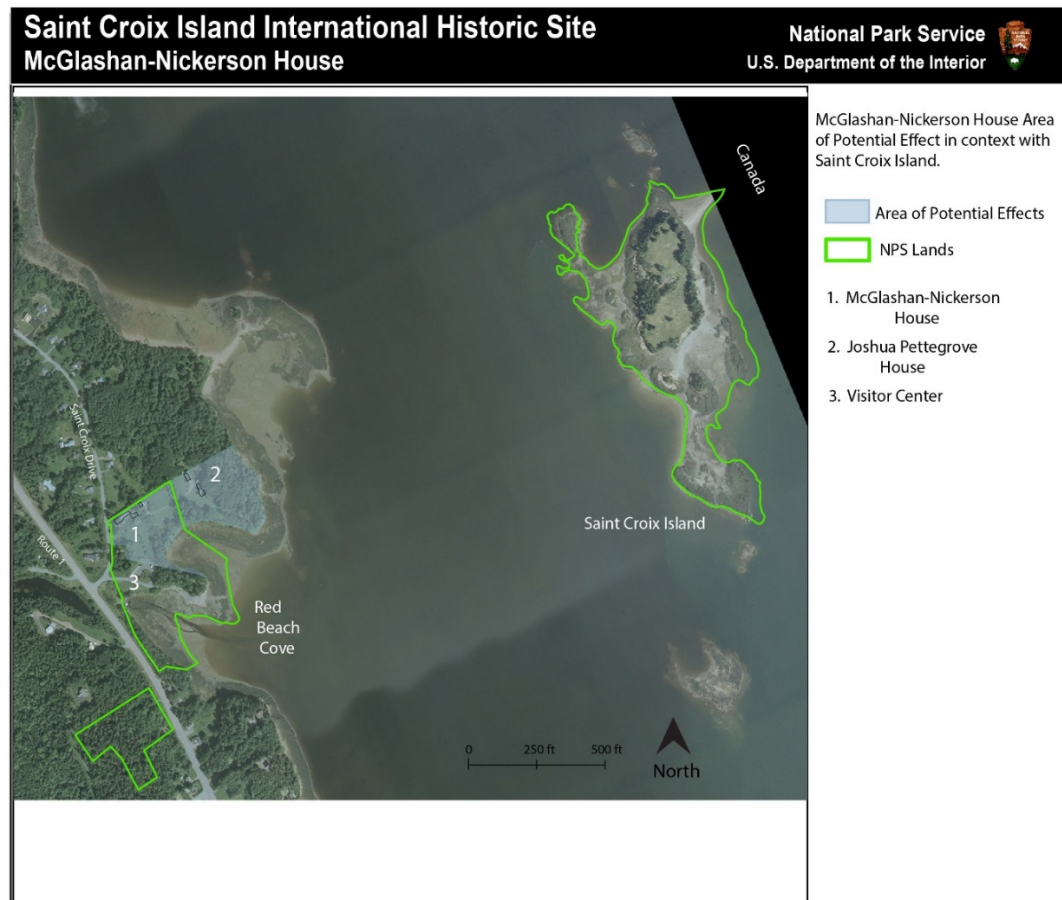 Saint Croix Island International Historic Site
McGlashan-Nickerson House
National Park Service
U.S. Department of the Interior
McGlashan-Nickerson House Area
of Potential Effect in context with
Saint Croix Island.
Area of Potential Effects
NPS Lands
1. McGlashan-Nickerson
House
2. Joshua Pettegrove
House
3. Visitor Center
Canada
Saint Croix Drive
2
1
Route 1
3
Saint Croix Island
Red
Beach
Cove
0 250 ft 500 ft
North